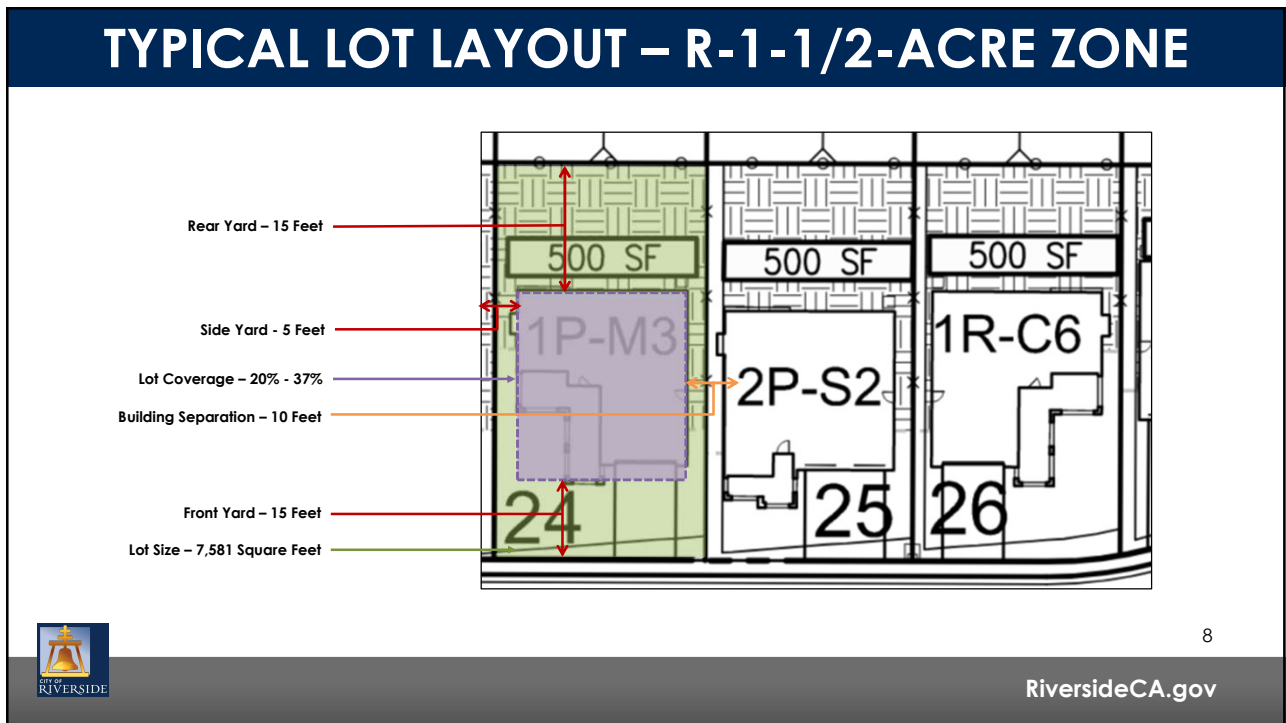 TYPICAL LOT LAYOUT – R-1-1/2-ACRE ZONE
Rear Yard – 15 Feet
Side Yard - 5 Feet
Lot Coverage – 20% - 37%
Building Separation – 10 Feet
Front Yard – 15 Feet
Lot Size – 7,581 Square Feet
500 SF
500 SF
500 SF
1P-M3
2P-S2
1R-C6
24
25
26
8
CITY OF
RIVERSIDE
RiversideCA.gov